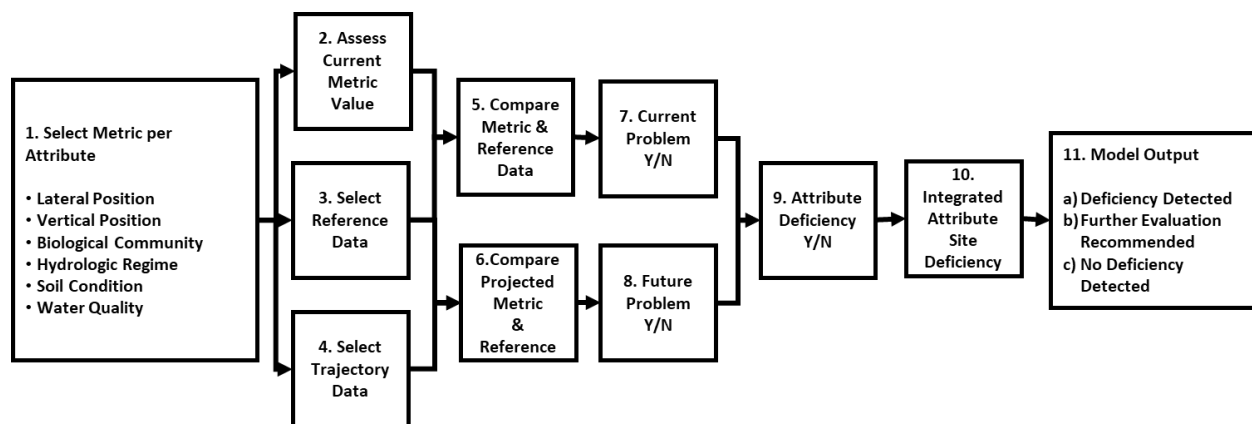 1. Select Metric per
Attribute
• Lateral Position
• Vertical Position
• Biological Community
• Hydrologic Regime
• Soil Condition
• Water Quality
2. Assess
Current
Metric
Value
3. Select
Reference
Data
4. Select
Trajectory
Data
5. Compare
Metric &
Reference
Data
6.Compare
Projected
Metric
&
Reference
7. Current
Problem
Y/N
8. Future
Problem
Y/N
9. Attribute
Deficiency
Y/N
10.
Integrated
Attribute
Site
Deficiency
11. Model Output
a) Deficiency Detected
b) Further Evaluation
Recommended
c) No Deficiency
Detected